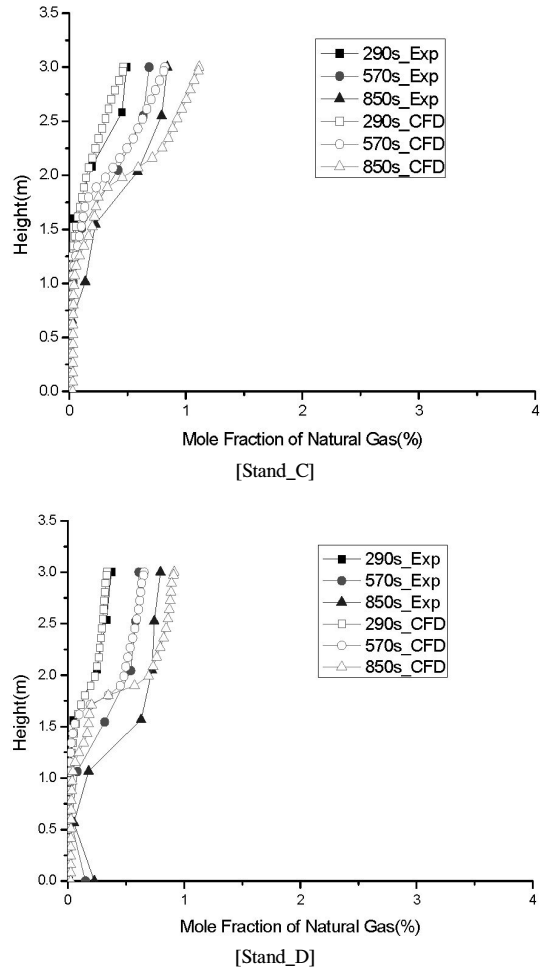 3.5
3.0
2.5
2.0
1.5
1.0
0.5
0.0
Height(m)
290s_Exp
570s_Exp
850s_Exp
290s_CFD
570s_CFD
850s_CFD
0 1 2 3 4
Mole Fraction of Natural Gas(%)
[Stand_C]
3.5
3.0
2.5
2.0
1.5
1.0
0.5
0.0
Height(m)
290s_Exp
570s_Exp
850s_Exp
290s_CFD
570s_CFD
850s_CFD
0 1 2 3 4
Mole Fraction of Natural Gas(%)
[Stand_D]